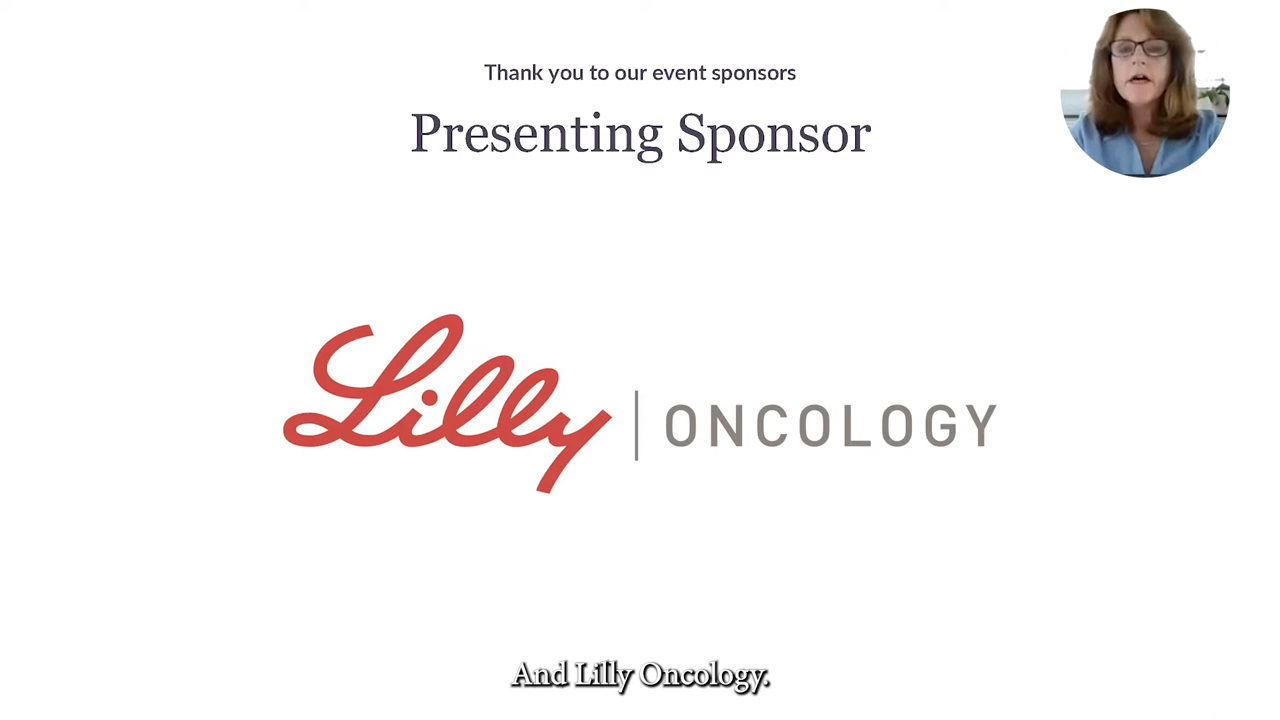 Thank you to our event sponsors
Presenting Sponsor
Lilly | ONCOLOGY
And Lilly Oncology.